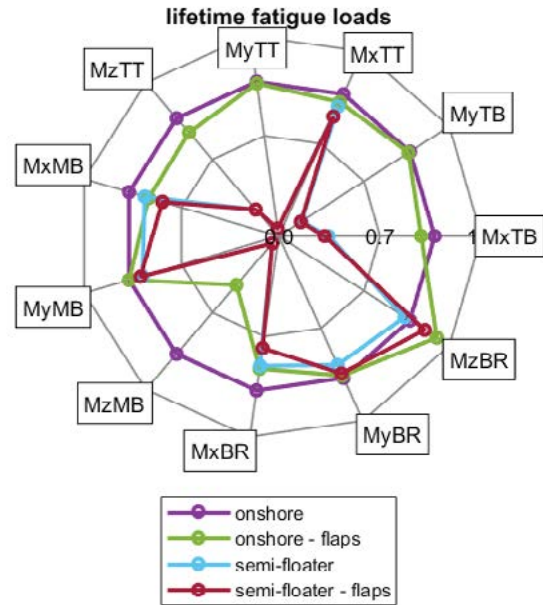 lifetime fatigue loads
MyTT
MxTT
MzTT
MyTB
MxMB
0.0
0.7
1
MxTB
MyMB
MzBR
MzMB
MxBR
MyBR
onshore
onshore - flaps
semi-floater
semi-floater - flaps